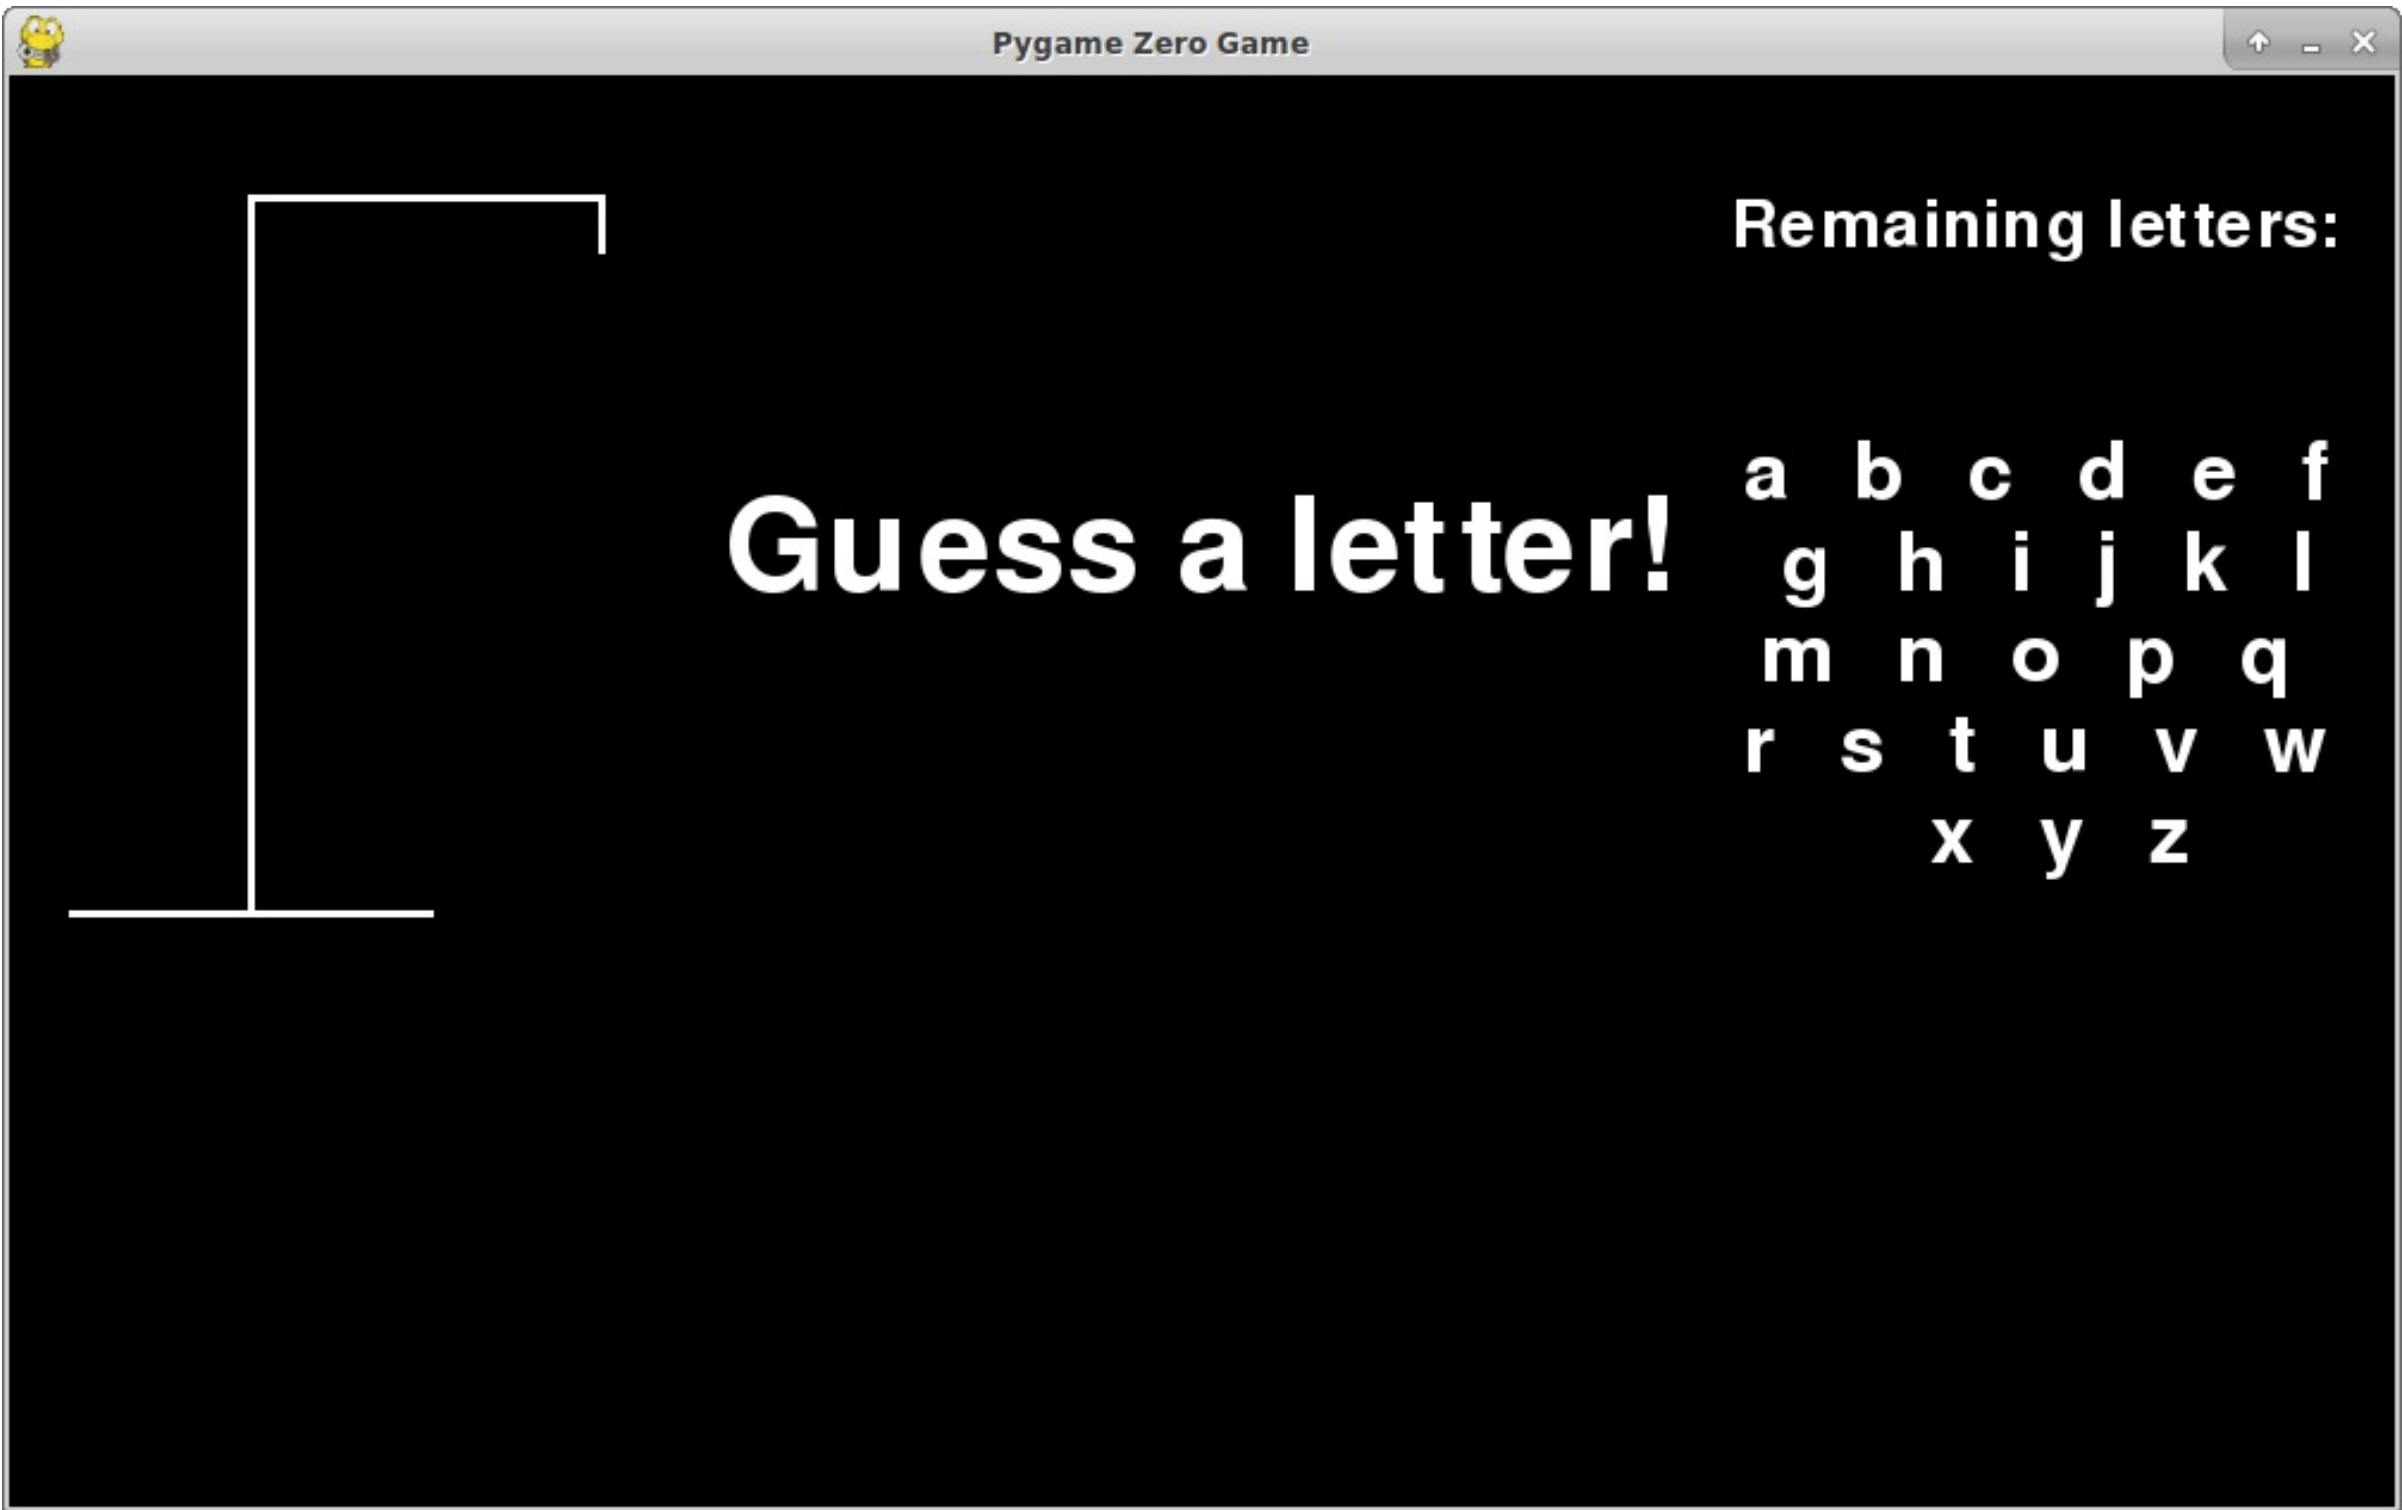 Pygame Zero Game
Remaining letters:
Guess a letter!
a b c d e f
g h i j k l
m n o p q
r s t u v w
x y z